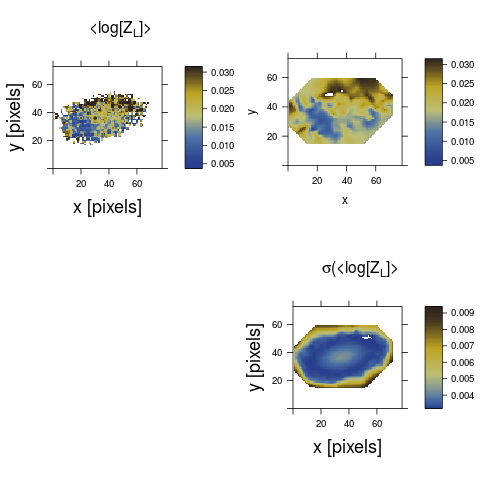 <log[Z_L]>
60
40
20
20 40 60
x [pixels]
y [pixels]
0.030
0.025
0.020
0.015
0.010
0.005
60
40
20
20 40 60
x
y
0.030
0.025
0.020
0.015
0.010
0.005
σ(<log[Z_L]>
60
40
20
20 40 60
x [pixels]
y [pixels]
0.009
0.008
0.007
0.006
0.005
0.004